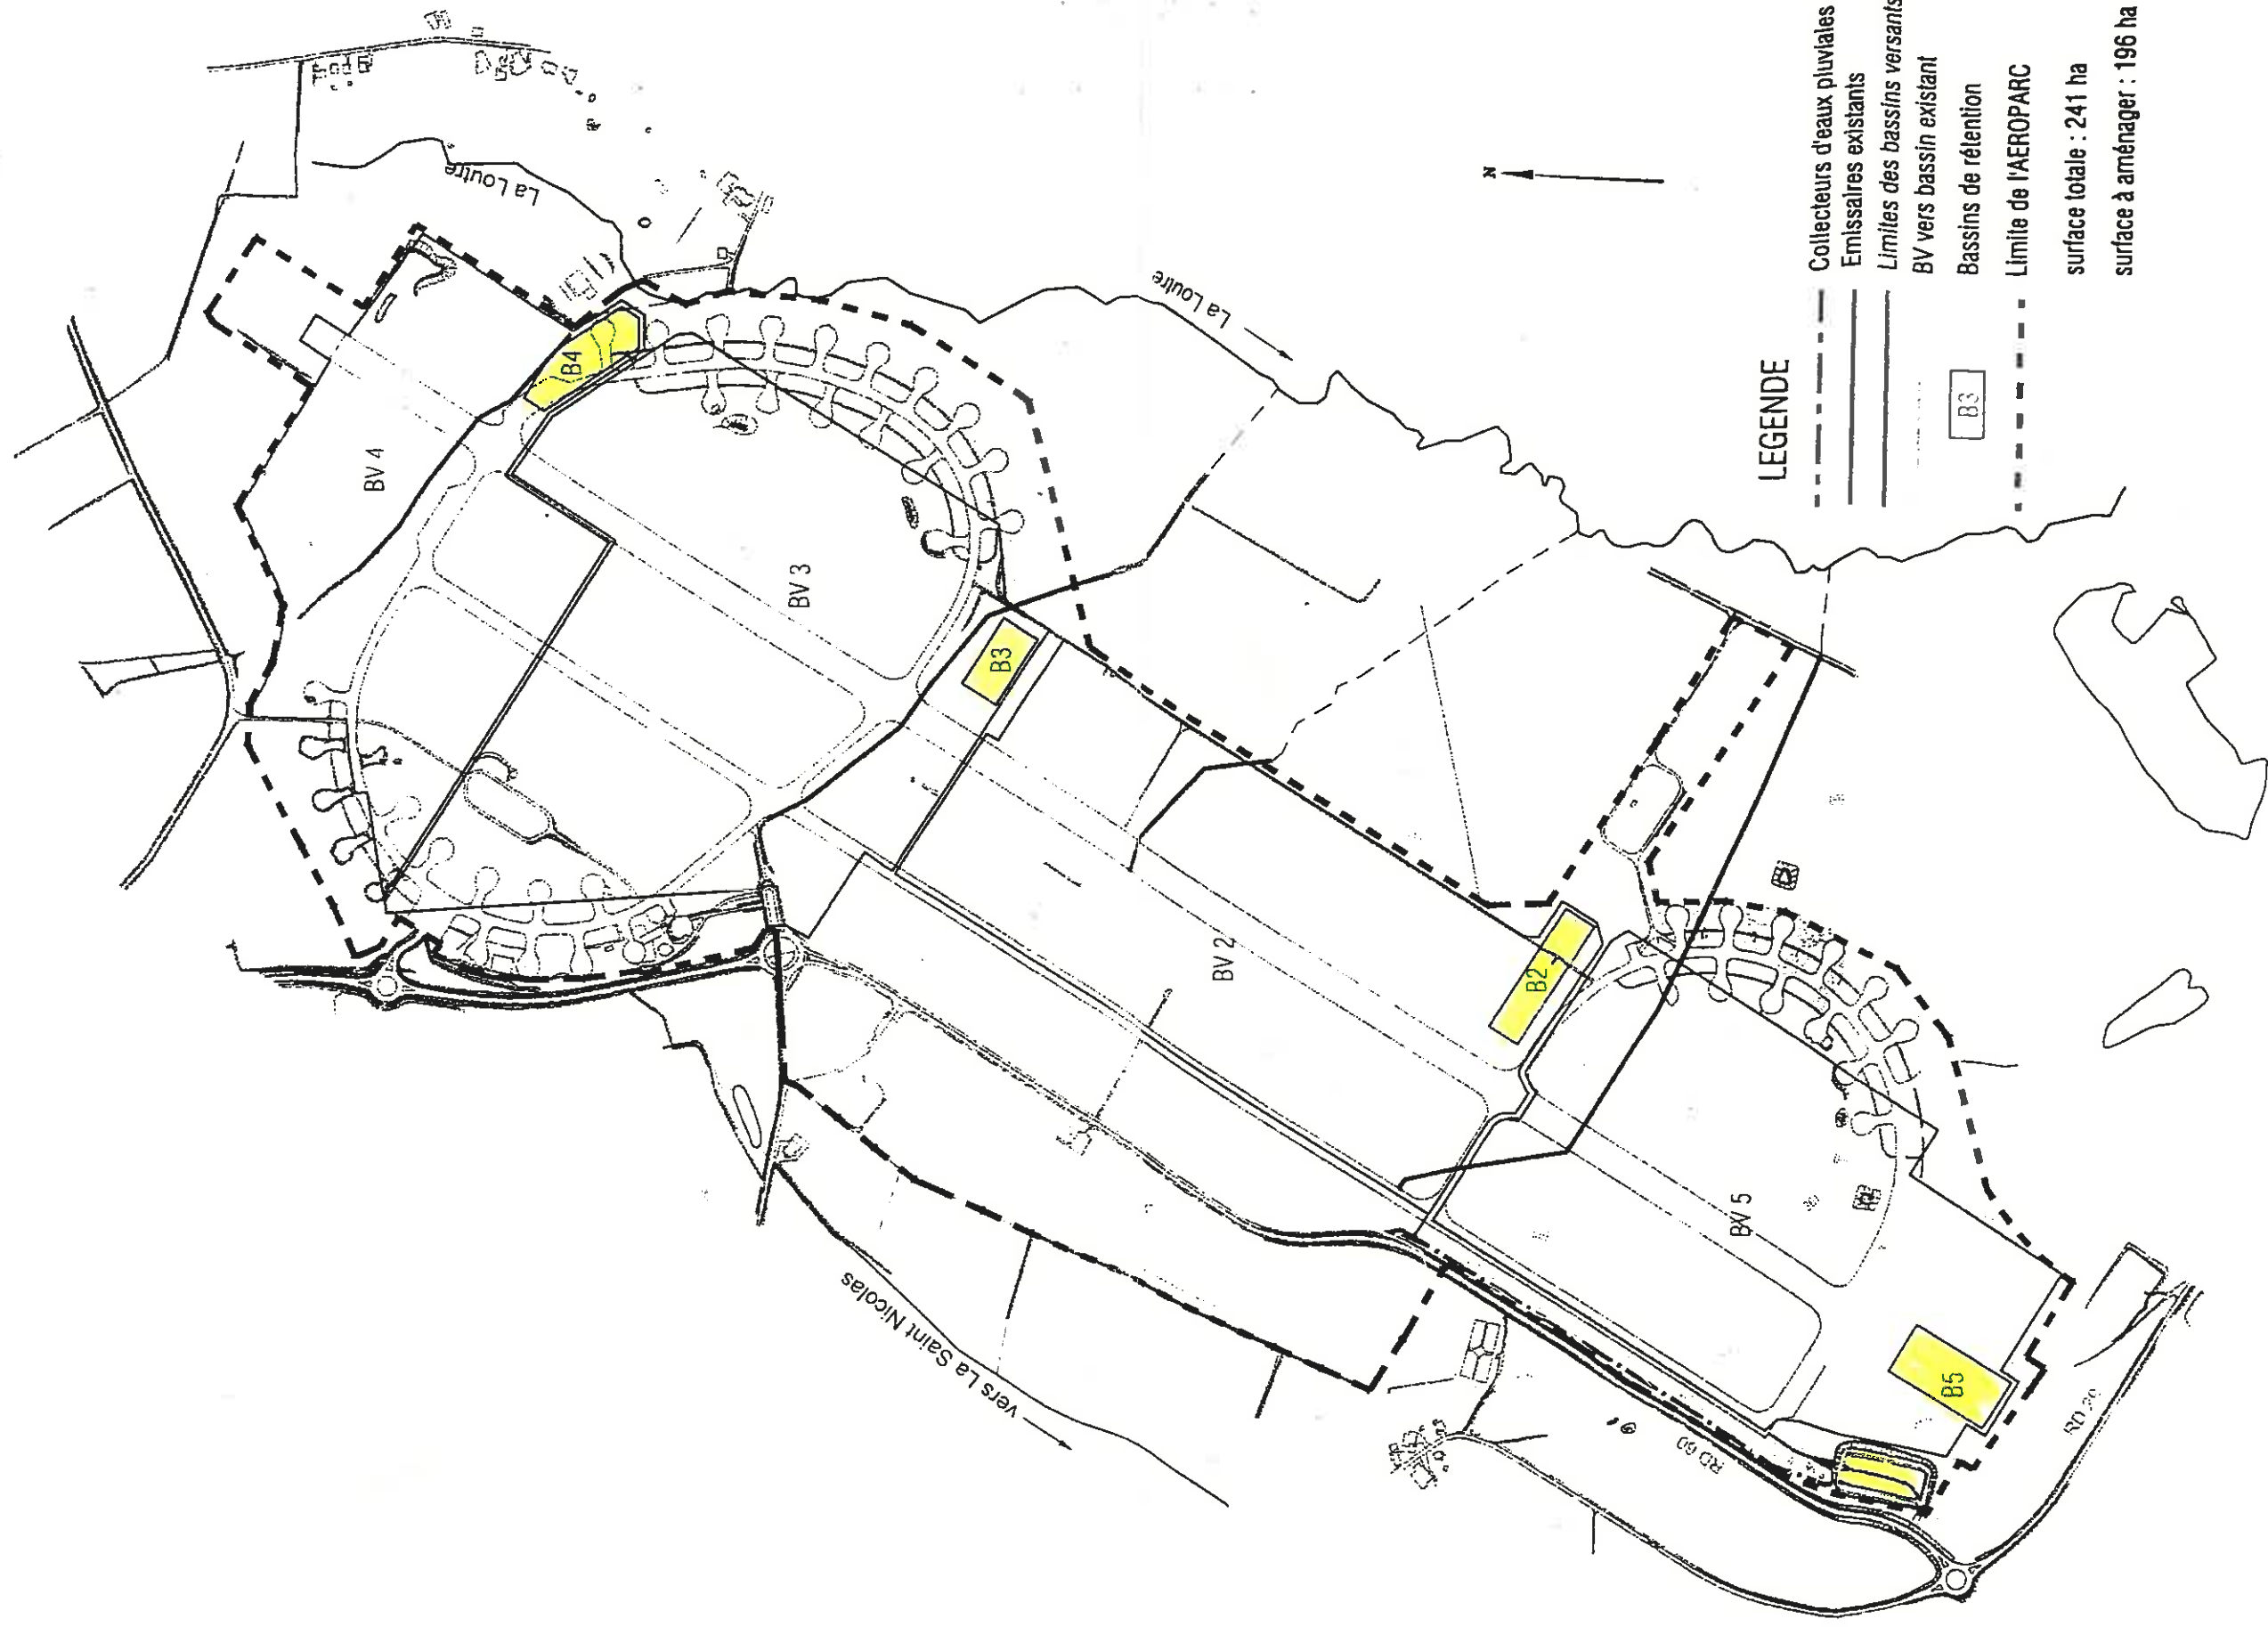 La Loutre
B4
BV 4
La Loutre
N
BV 3
B3
BV 2
B2
BV 5
B5
vers La Saint Nicolas
RD 60
LEGENDE
Collecteurs d'eaux pluviales
Emissaires existants
Limites des bassins versants
BV vers bassin existant
B3
Bassins de rétention
Limite de l'AEROPARC
surface totale : 241 ha
surface à aménager : 196 ha